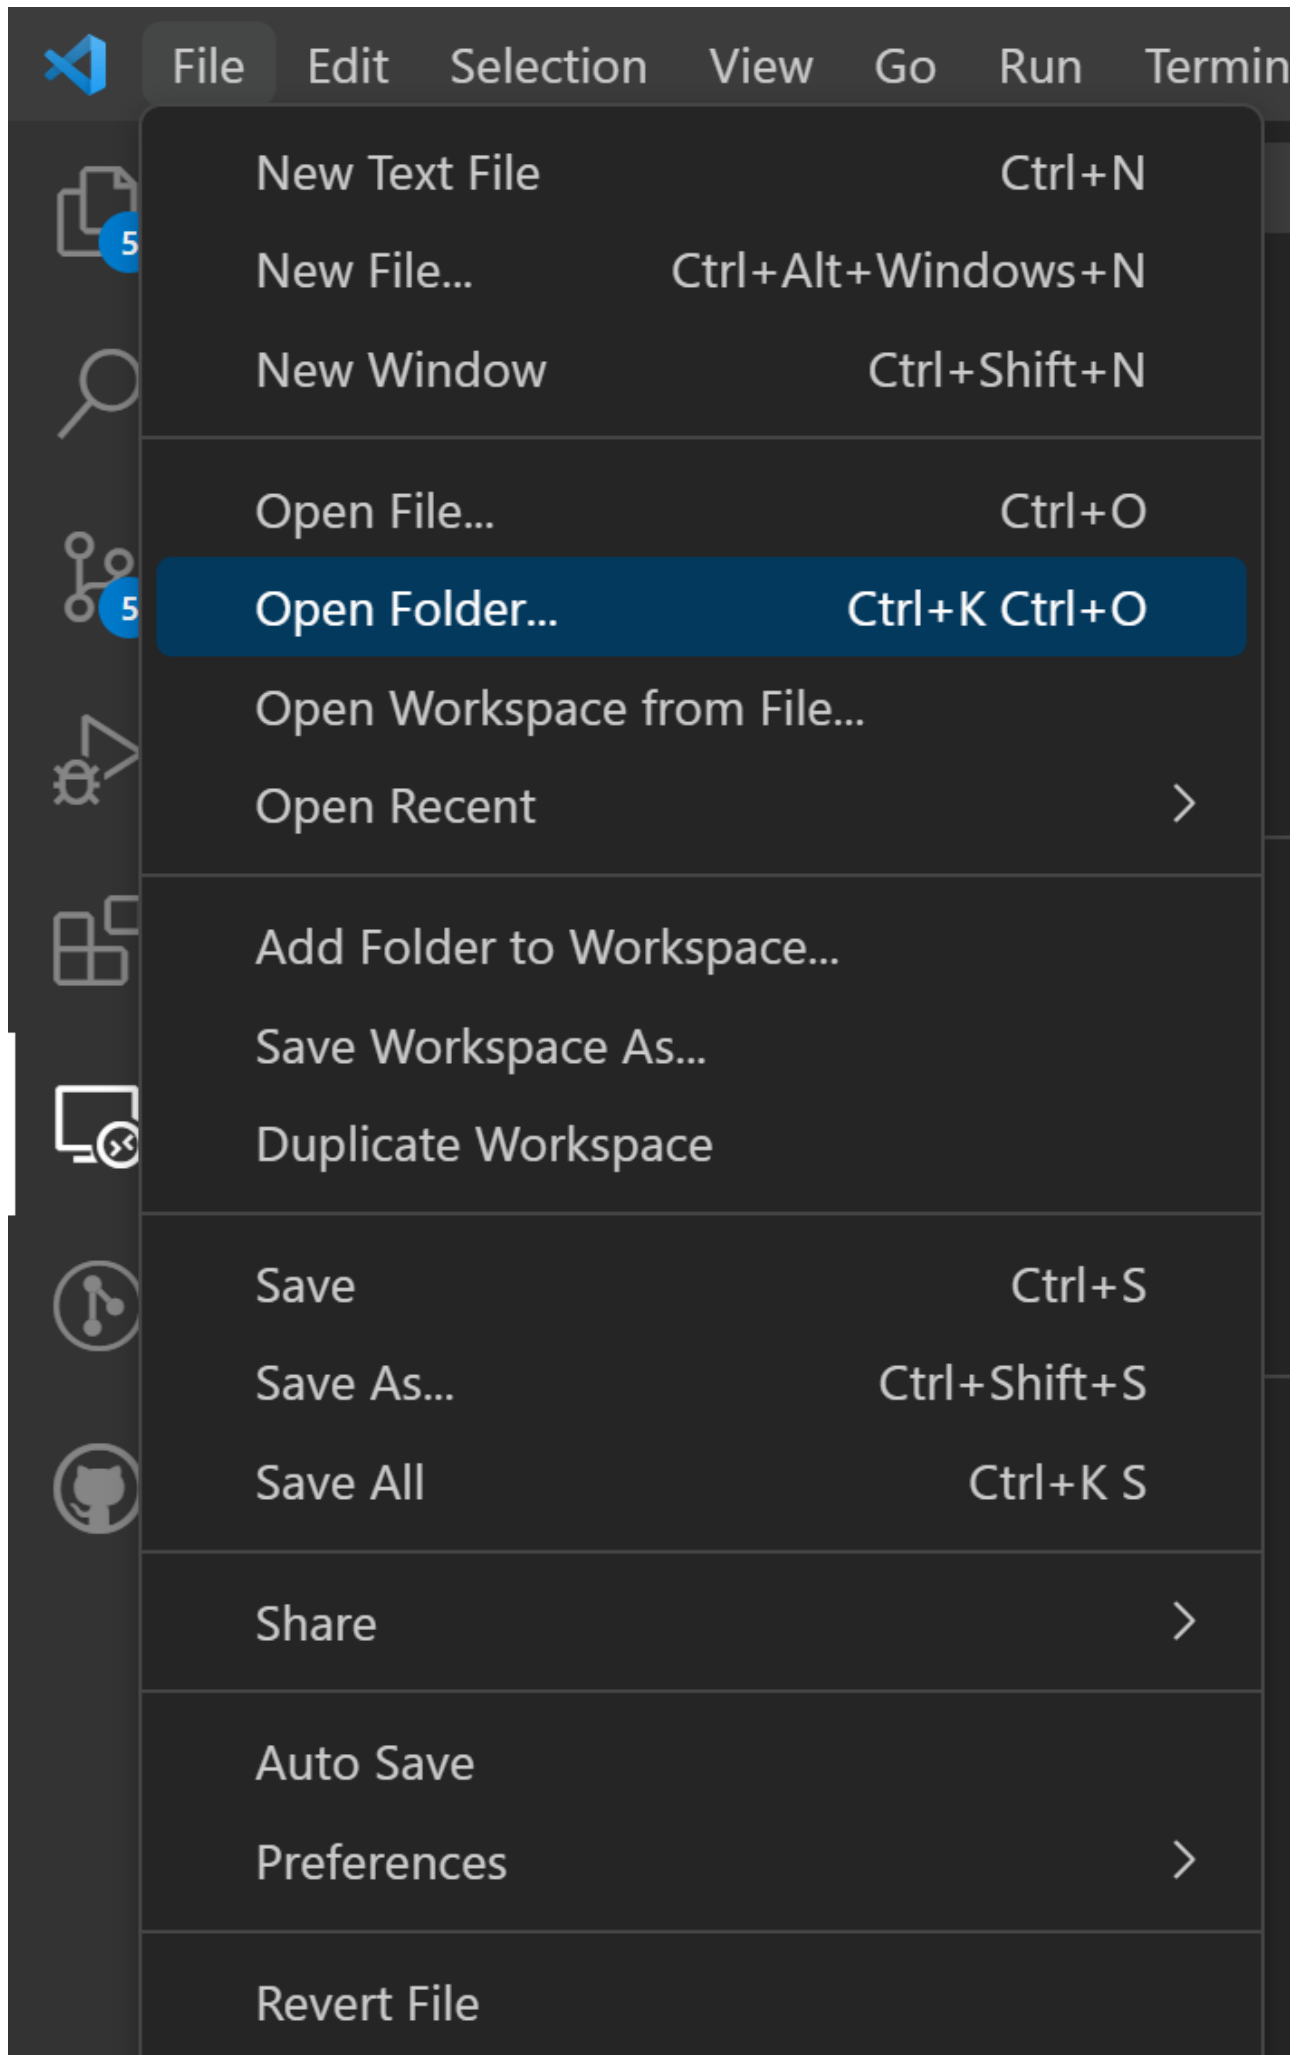 File Edit Selection View Go Run Termin
New Text File Ctrl+N
5
New File... Ctrl+Alt+Windows+N
New Window Ctrl+Shift+N
Open File... Ctrl+O
5
Open Folder... Ctrl+K Ctrl+O
Open Workspace from File...
Open Recent
Add Folder to Workspace...
Save Workspace As...
Duplicate Workspace
Save Ctrl+S
Save As... Ctrl+Shift+S
Save All Ctrl+K S
Share
Auto Save
Preferences
Revert File